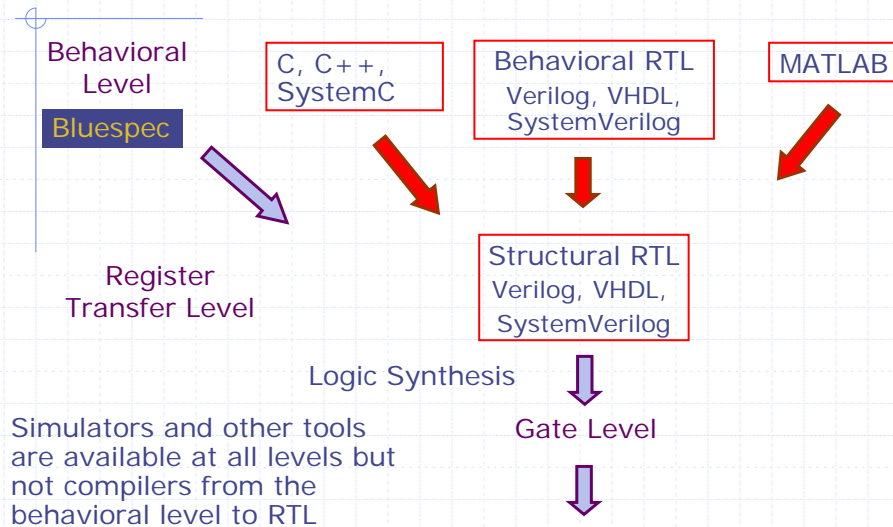 Behavioral
Level
Bluespec
C, C++,
SystemC
Behavioral RTL
Verilog, VHDL,
SystemVerilog
MATLAB
Register
Transfer Level
Structural RTL
Verilog, VHDL,
SystemVerilog
Logic Synthesis
Gate Level
Simulators and other tools
are available at all levels but
not compilers from the
behavioral level to RTL